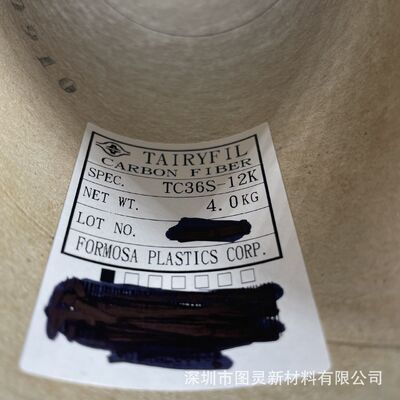 TAIRYFIL
CARBON FIBER
SPEC. TC36S-12K
NET WT. 4.0KG
LOT NO.
FORMOSA PLASTICS CORP.
深圳市图灵新材料有限公司